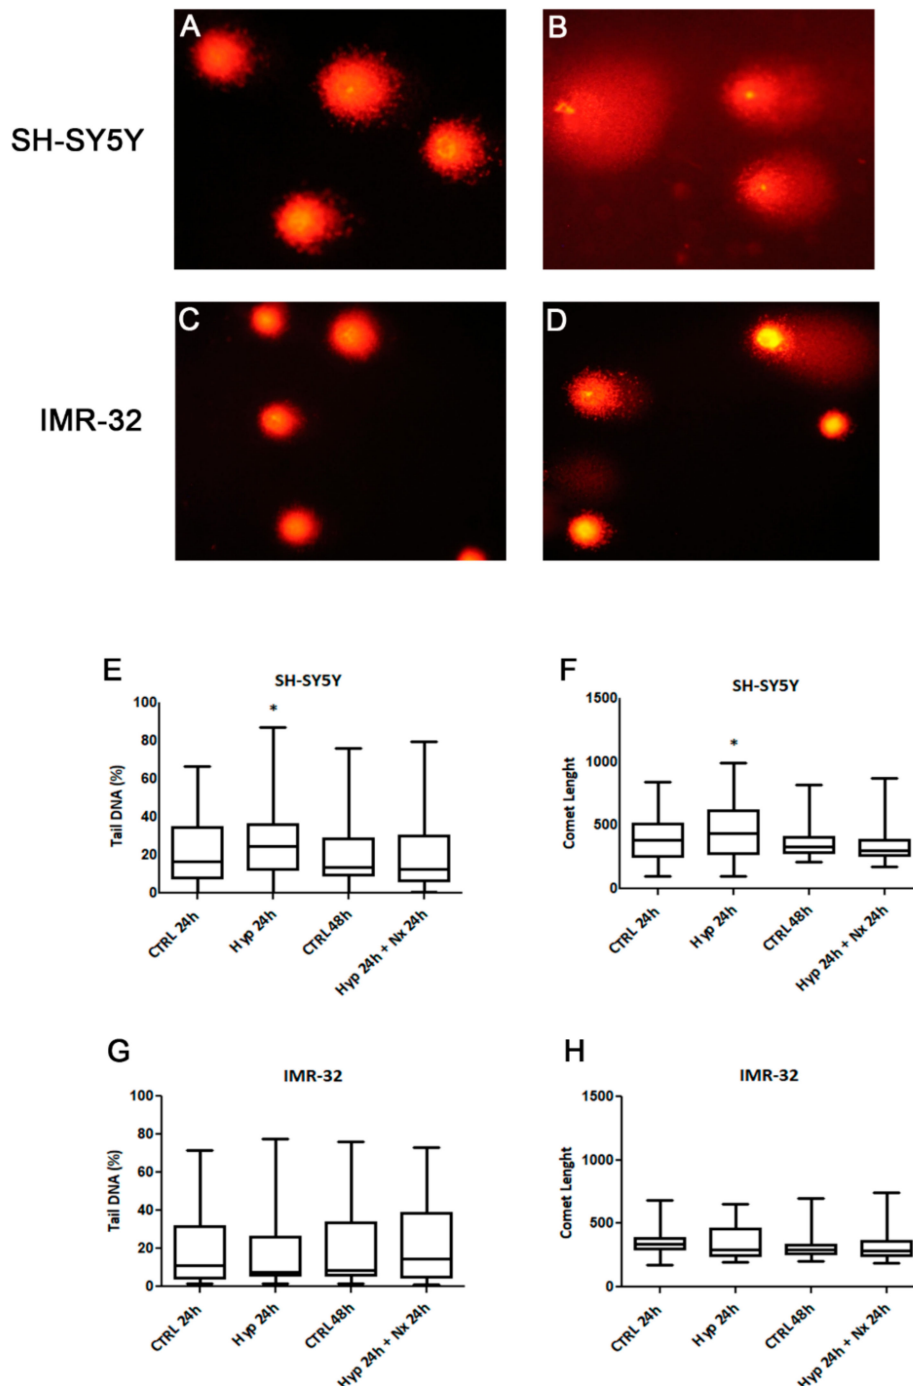 A
B
SH-SY5Y
C
D
IMR-32
E
SH-SY5Y
Tail DNA (%)
100
80
60
40
20
0
*
CTRL 24h
Hyp 24h
CTRL 48h
Hyp 24h + Nx 24h
F
SH-SY5Y
Comet Lenght
1500
1000
500
0
*
CTRL 24h
Hyp 24h
CTRL 48h
Hyp 24h + Nx 24h
G
IMR-32
Tail DNA (%)
100
80
60
40
20
0
CTRL 24h
Hyp 24h
CTRL 48h
Hyp 24h + Nx 24h
H
IMR-32
Comet Lenght
1500
1000
500
0
CTRL 24h
Hyp 24h
CTRL 48h
Hyp 24h + Nx 24h